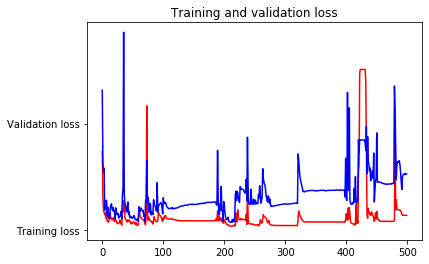 Training and validation loss
Validation loss
Training loss
0 100 200 300 400 500